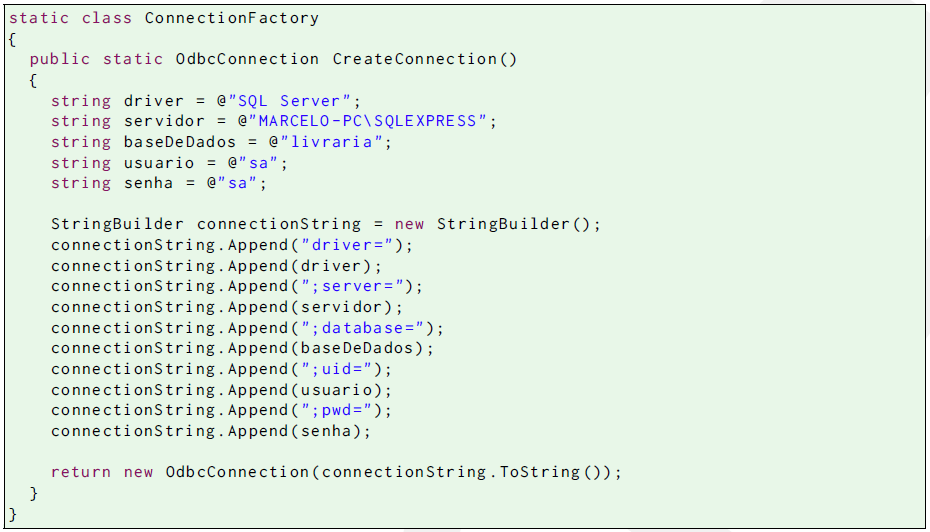 static class ConnectionFactory
{
  public static OdbcConnection CreateConnection()
  {
    string driver = @"SQL Server";
    string servidor = @"MARCELO-PC\SQLEXPRESS";
    string baseDeDados = @"livraria";
    string usuario = @"sa";
    string senha = @"sa";

    StringBuilder connectionString = new StringBuilder();
    connectionString.Append("driver=");
    connectionString.Append(driver);
    connectionString.Append(";server=");
    connectionString.Append(servidor);
    connectionString.Append(";database=");
    connectionString.Append(baseDeDados);
    connectionString.Append(";uid=");
    connectionString.Append(usuario);
    connectionString.Append(";pwd=");
    connectionString.Append(senha);

    return new OdbcConnection(connectionString.ToString());
  }
}